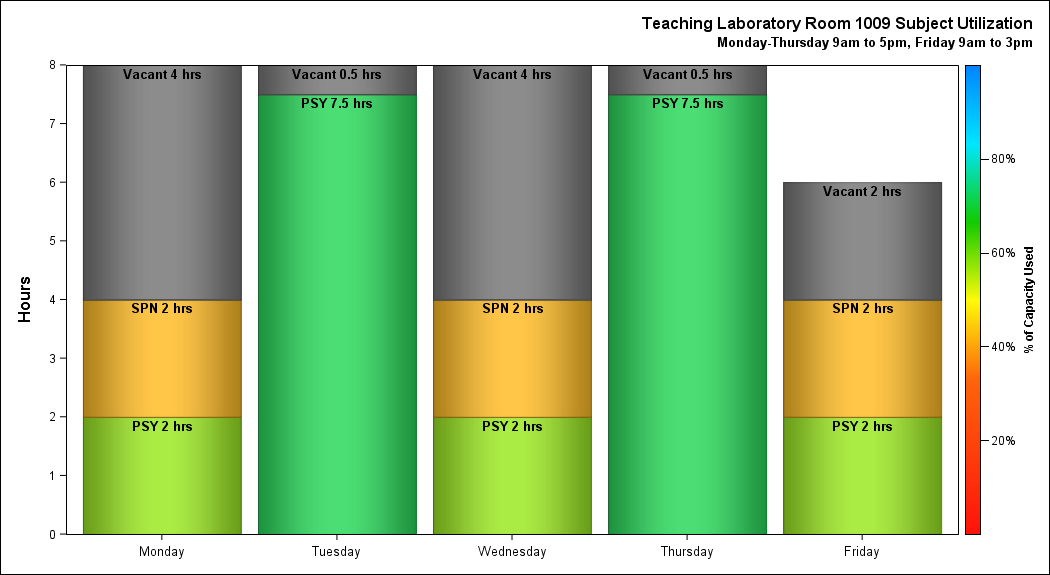 Teaching Laboratory Room 1009 Subject Utilization
Monday-Thursday 9am to 5pm, Friday 9am to 3pm
Hours
8
7
6
5
4
3
2
1
0
Vacant 4 hrs
SPN 2 hrs
PSY 2 hrs
Vacant 0.5 hrs
PSY 7.5 hrs
Vacant 4 hrs
SPN 2 hrs
PSY 2 hrs
Vacant 0.5 hrs
PSY 7.5 hrs
Vacant 2 hrs
SPN 2 hrs
PSY 2 hrs
Monday
Tuesday
Wednesday
Thursday
Friday
80%
60%
40%
20%
% of Capacity Used